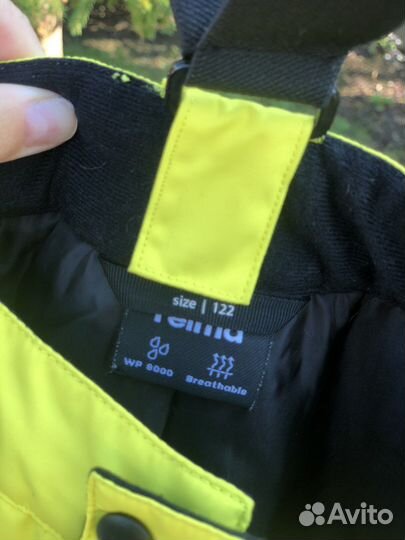 size | 122
reima
WP 8000
Breathable
Avito